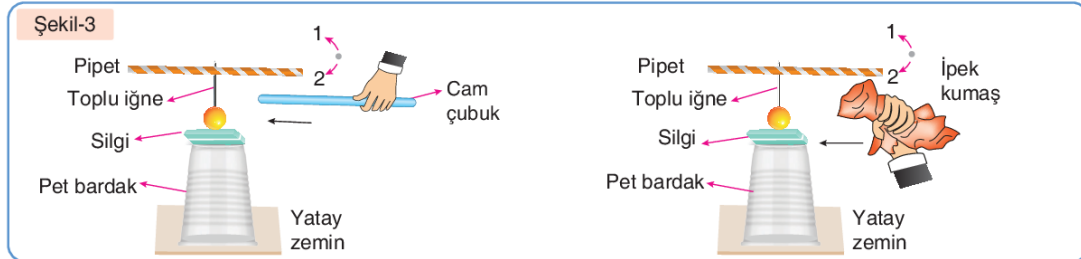 Şekil-3
1
2
Pipet
Toplu iğne
Cam
çubuk
Silgi
Pet bardak
Yatay
zemin
1
2
Pipet
Toplu iğne
İpek
kumaş
Silgi
Pet bardak
Yatay
zemin